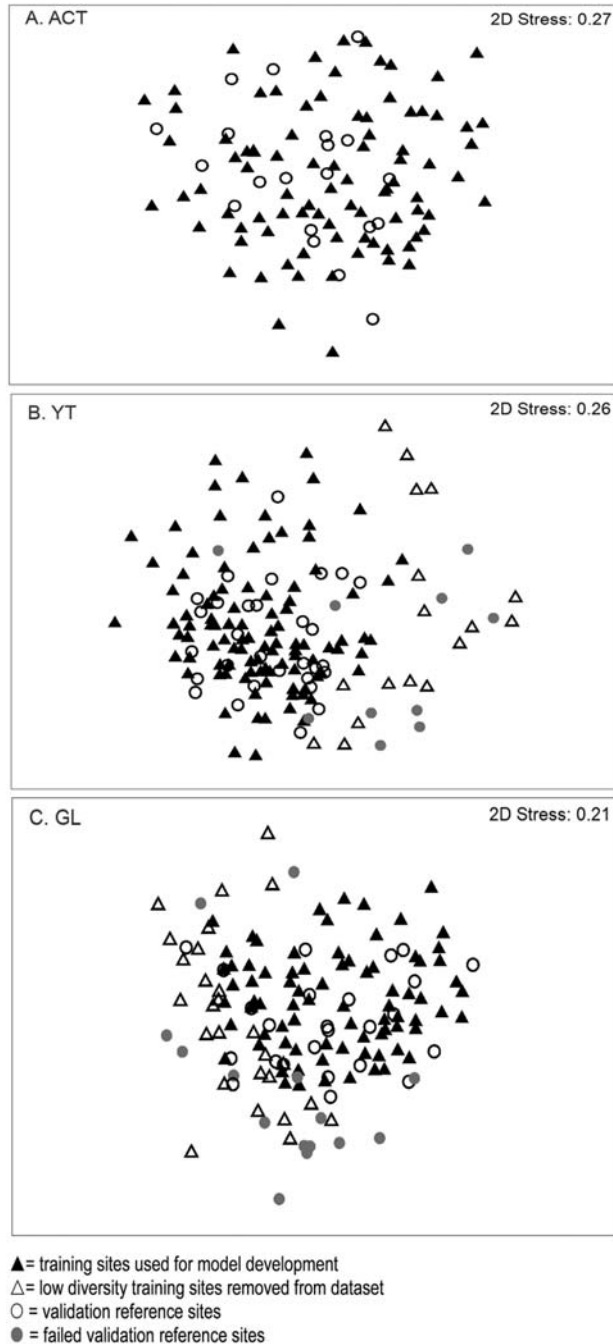 A. ACT
2D Stress: 0.27
B. YT
2D Stress: 0.26
C. GL
2D Stress: 0.21
▲= training sites used for model development
△= low diversity training sites removed from dataset
○ = validation reference sites
● = failed validation reference sites